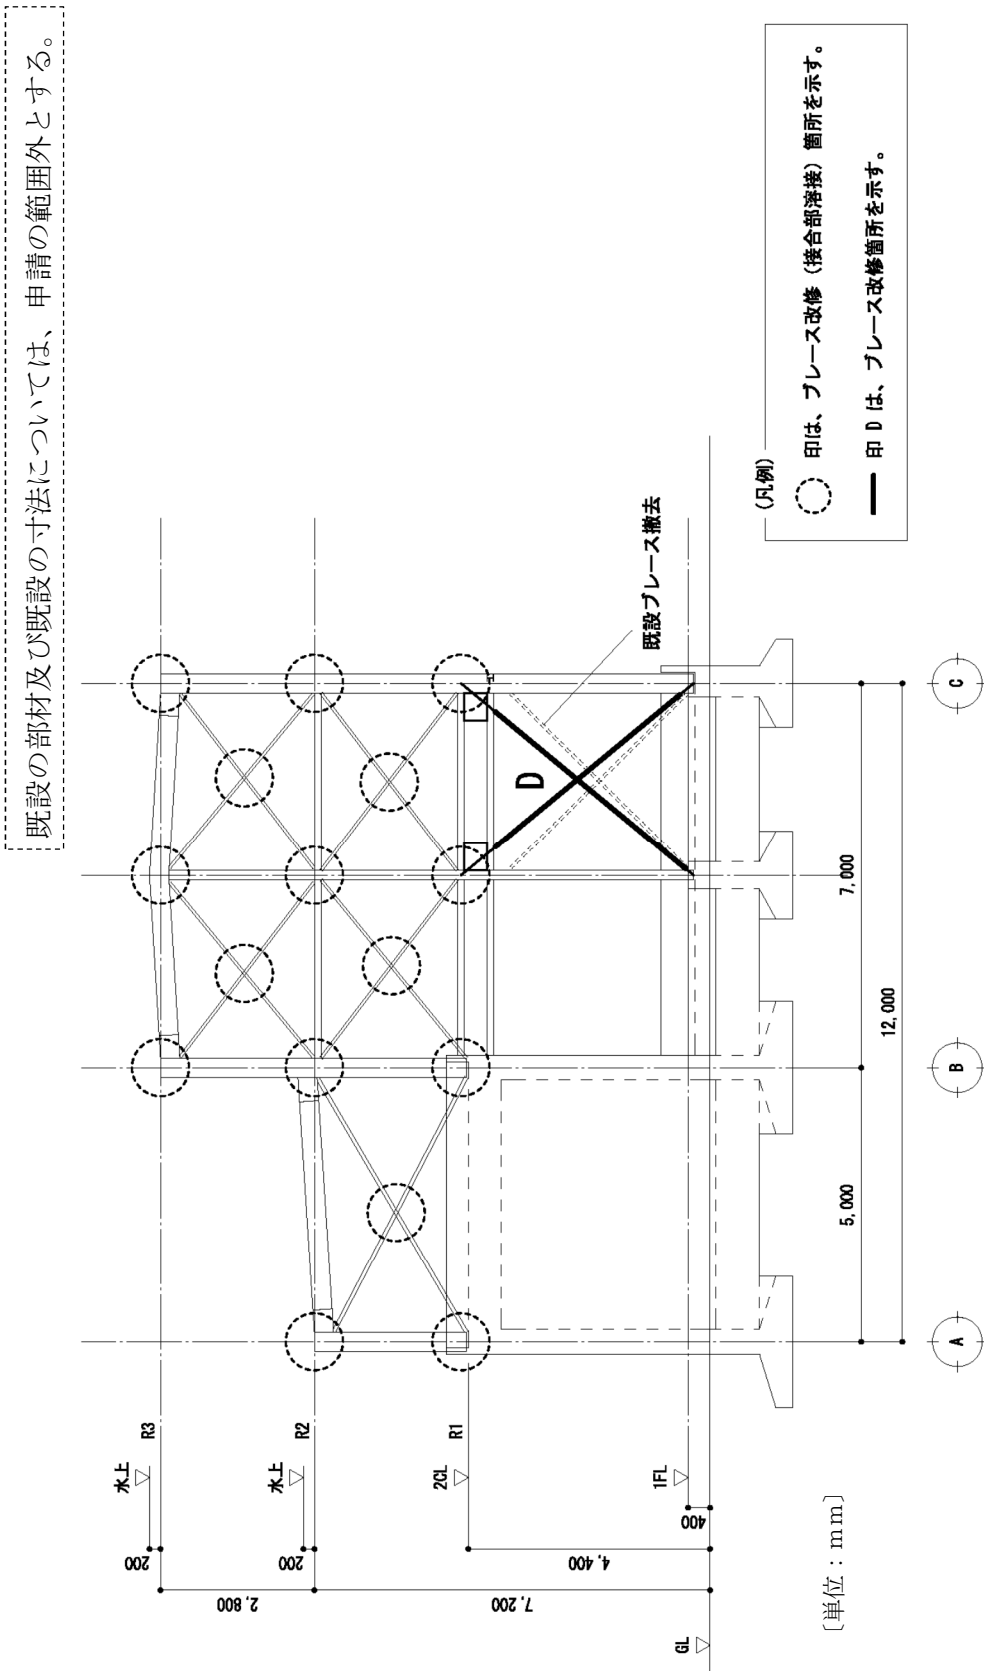 既設の部材及び既設の寸法については、申請の範囲外とする。
水上
R3
水上
R2
2CL
R1
1FL
GL
200
2,800
200
7,200
4,400
400
D
既設ブレース撤去
5,000
7,000
12,000
A
B
C
(凡例)
印は、ブレース改修（接合部溶接）箇所を示す。
印 D は、ブレース改修箇所を示す。
〔単位：mm〕